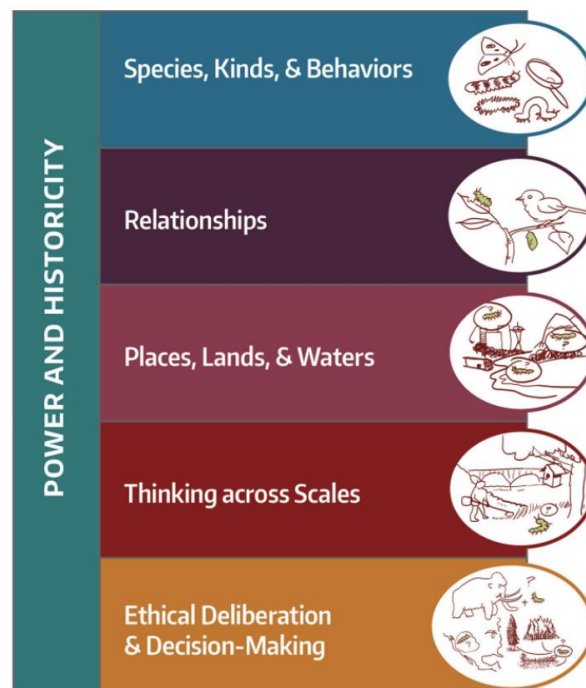 POWER AND HISTORICITY
Species, Kinds, & Behaviors
Relationships
Places, Lands, & Waters
Thinking across Scales
Ethical Deliberation
& Decision-Making